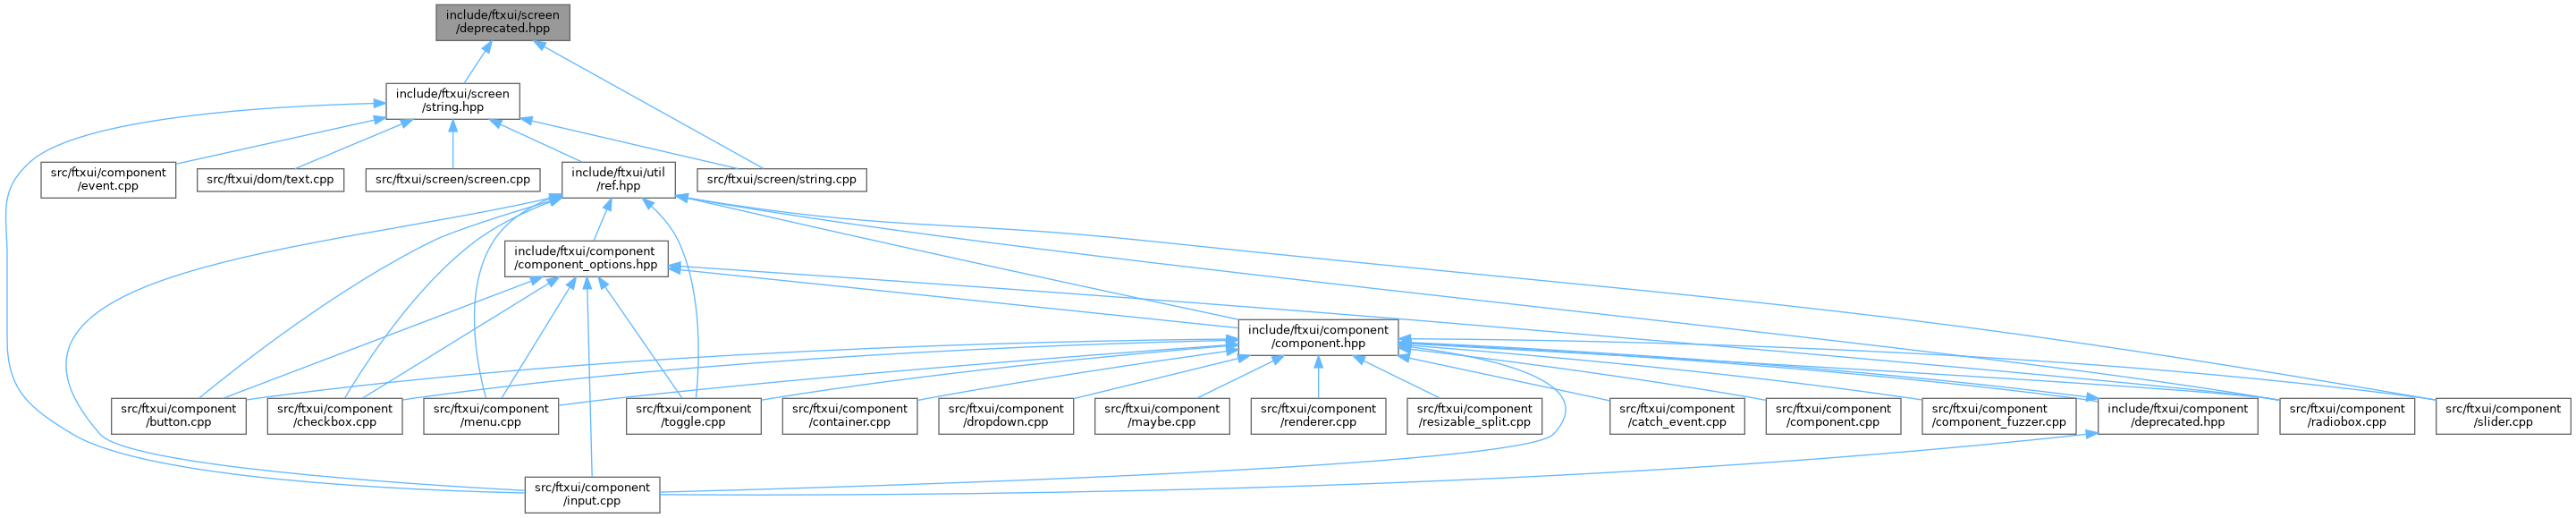 include/ftxui/screen
/deprecated.hpp
include/ftxui/screen
/string.hpp
src/ftxui/component
/event.cpp
src/ftxui/dom/text.cpp
src/ftxui/screen/screen.cpp
include/ftxui/util
/ref.hpp
src/ftxui/screen/string.cpp
include/ftxui/component
/component_options.hpp
include/ftxui/component
/component.hpp
src/ftxui/component
/button.cpp
src/ftxui/component
/checkbox.cpp
src/ftxui/component
/menu.cpp
src/ftxui/component
/toggle.cpp
src/ftxui/component
/container.cpp
src/ftxui/component
/dropdown.cpp
src/ftxui/component
/maybe.cpp
src/ftxui/component
/renderer.cpp
src/ftxui/component
/resizable_split.cpp
src/ftxui/component
/catch_event.cpp
src/ftxui/component
/component.cpp
src/ftxui/component
/component_fuzzer.cpp
include/ftxui/component
/deprecated.hpp
src/ftxui/component
/radiobox.cpp
src/ftxui/component
/slider.cpp
src/ftxui/component
/input.cpp